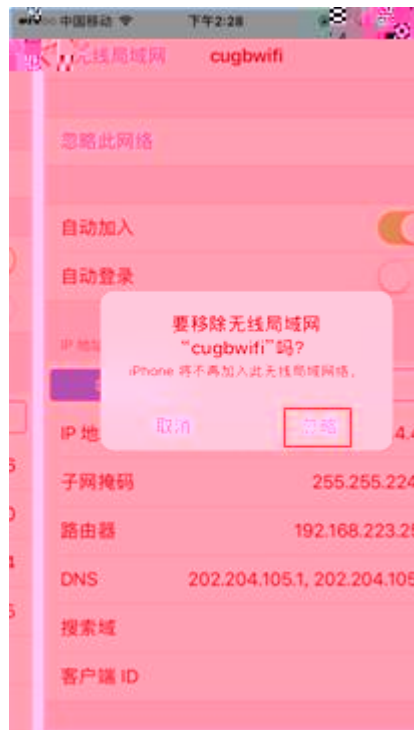 中国移动 下午2:28
无线局域网 cugbwifi
忽略此网络
自动加入
自动登录
要移除无线局域网
“cugbwifi”吗?
iPhone 将不再加入此无线局域网络。
IP 地
取消 忽略
IP 地 4.4
子网掩码 255.255.224
路由器 192.168.223.25
DNS 202.204.105.1, 202.204.105
搜索域
客户端 ID